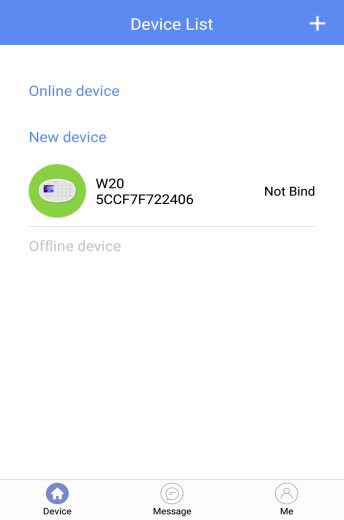 Device List
Online device
New device
W20
5CCF7F722406
Not Bind
Offline device
Device
Message
Me